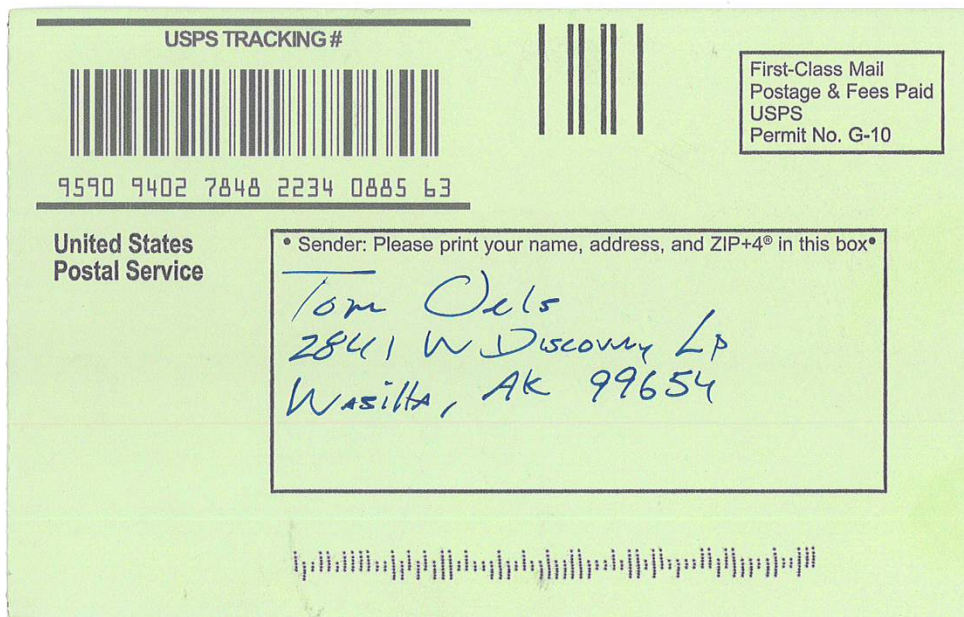 USPS TRACKING #
9590 9402 7848 2234 0885 63
First-Class Mail
Postage & Fees Paid
USPS
Permit No. G-10
United States
Postal Service
• Sender: Please print your name, address, and ZIP+4® in this box•
Tom Oels
2841 W Discovery Lp
Wasilla, AK 99654